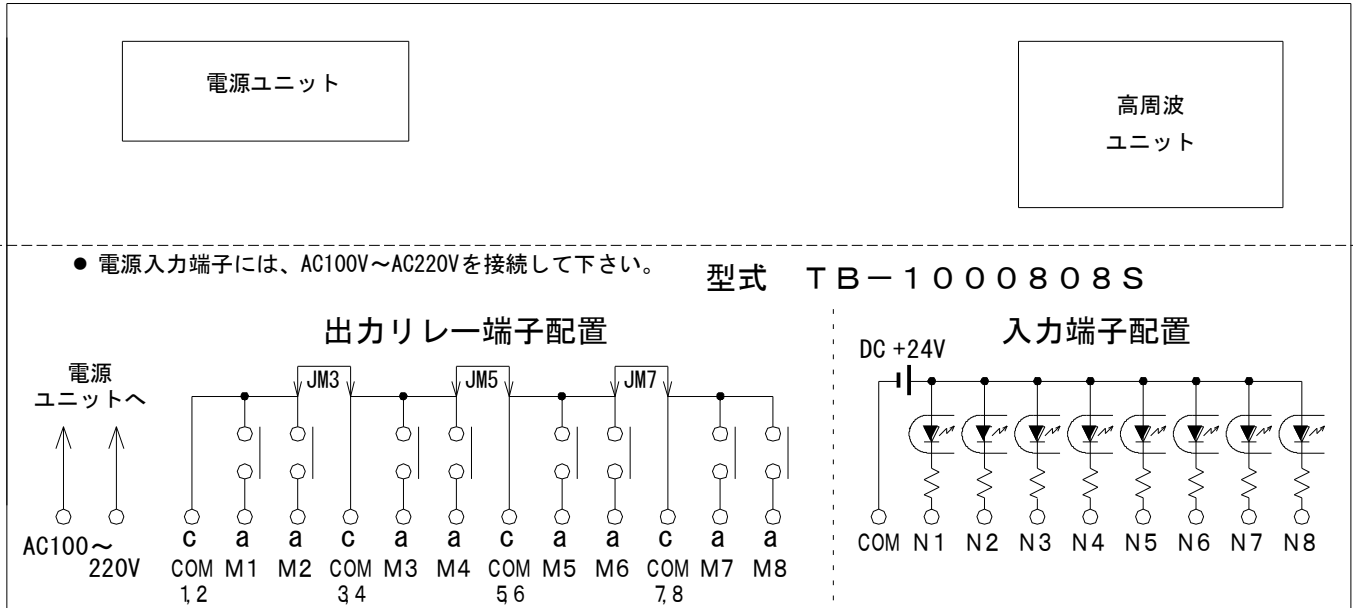 電源ユニット
高周波
ユニット
● 電源入力端子には、AC100V～AC220Vを接続して下さい。
型式 ＴＢ－１０００８０８Ｓ
出力リレー端子配置
入力端子配置
電源
ユニットへ
JM3 JM5 JM7
DC +24V
AC100～
220V
c a a c a a c a a c a a
COM M1 M2 COM M3 M4 COM M5 M6 COM M7 M8
1,2 3,4 5,6 7,8
COM N1 N2 N3 N4 N5 N6 N7 N8